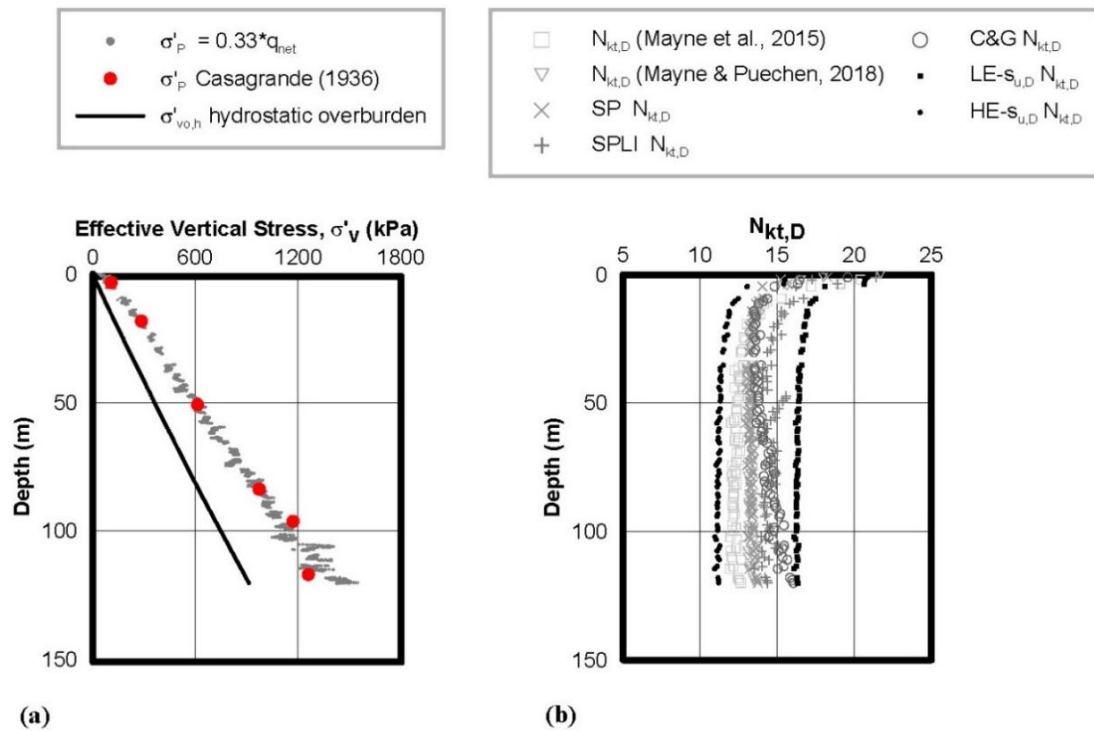 σ'P = 0.33*qnet
σ'P Casagrande (1936)
σ'vo,h hydrostatic overburden
Nkt,D (Mayne et al., 2015)
Nkt,D (Mayne & Puechen, 2018)
SP Nkt,D
SPLI Nkt,D
C&G Nkt,D
LE-su,D Nkt,D
HE-su,D Nkt,D
Effective Vertical Stress, σ'v (kPa)
0 600 1200 1800
0
50
100
150
Depth (m)
(a)
Nkt,D
5 10 15 20 25
0
50
100
150
Depth (m)
(b)